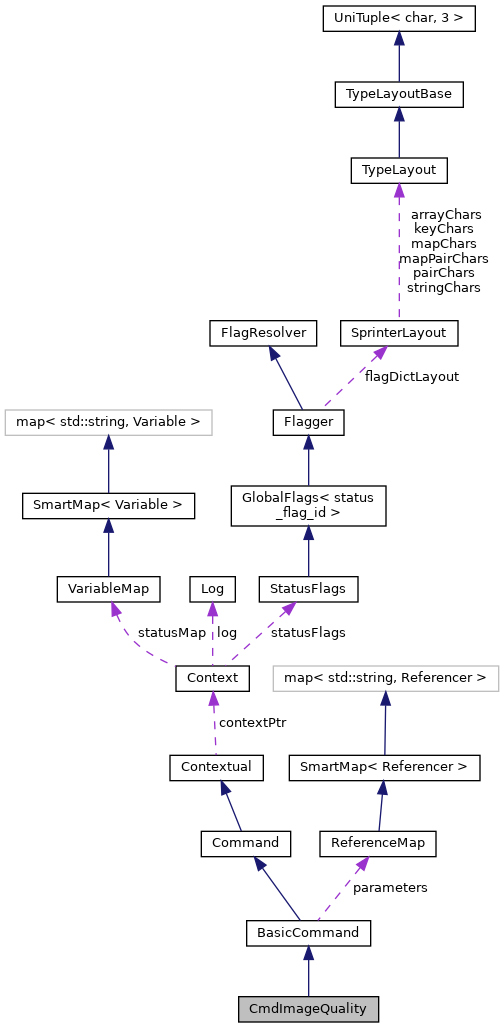 UniTuple< char, 3 >
TypeLayoutBase
TypeLayout
arrayChars
keyChars
mapChars
mapPairChars
pairChars
stringChars
FlagResolver
SprinterLayout
flagDictLayout
map< std::string, Variable >
Flagger
SmartMap< Variable >
GlobalFlags< status
_flag_id >
VariableMap
Log
StatusFlags
statusMap
log
statusFlags
Context
map< std::string, Referencer >
contextPtr
Contextual
SmartMap< Referencer >
Command
ReferenceMap
parameters
BasicCommand
CmdImageQuality